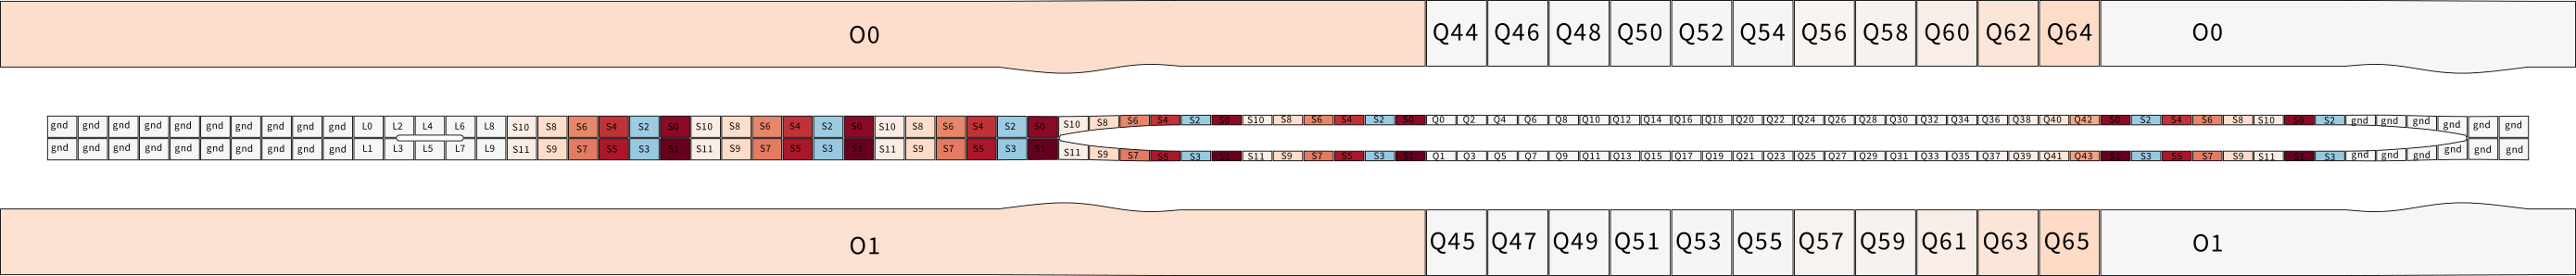 O0 Q44 Q46 Q48 Q50 Q52 Q54 Q56 Q58 Q60 Q62 Q64 O0
gnd gnd gnd gnd gnd gnd gnd gnd gnd gnd L0 L2 L4 L6 L8 S10 S8 S6 S4 S2 S0 S10 S8 S6 S4 S2 S0 S10 S8 S6 S4 S2 S0 S10 S8 S6 S4 S2 S0 S10 S8 S6 S4 S2 S0 Q0 Q2 Q4 Q6 Q8 Q10 Q12 Q14 Q16 Q18 Q20 Q22 Q24 Q26 Q28 Q30 Q32 Q34 Q36 Q38 Q40 Q42 S0 S2 S4 S6 S8 S10 S0 S2 gnd gnd gnd gnd gnd gnd
gnd gnd gnd gnd gnd gnd gnd gnd gnd gnd L1 L3 L5 L7 L9 S11 S9 S7 S5 S3 S1 S11 S9 S7 S5 S3 S1 S11 S9 S7 S5 S3 S1 S11 S9 S7 S5 S3 S1 S11 S9 S7 S5 S3 S1 Q1 Q3 Q5 Q7 Q9 Q11 Q13 Q15 Q17 Q19 Q21 Q23 Q25 Q27 Q29 Q31 Q33 Q35 Q37 Q39 Q41 Q43 S1 S3 S5 S7 S9 S11 S1 S3 gnd gnd gnd gnd gnd gnd
O1 Q45 Q47 Q49 Q51 Q53 Q55 Q57 Q59 Q61 Q63 Q65 O1